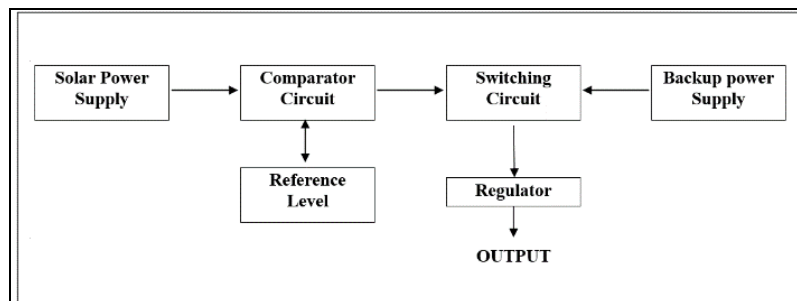 Solar Power
Supply
Comparator
Circuit
Switching
Circuit
Backup power
Supply
Reference
Level
Regulator
OUTPUT